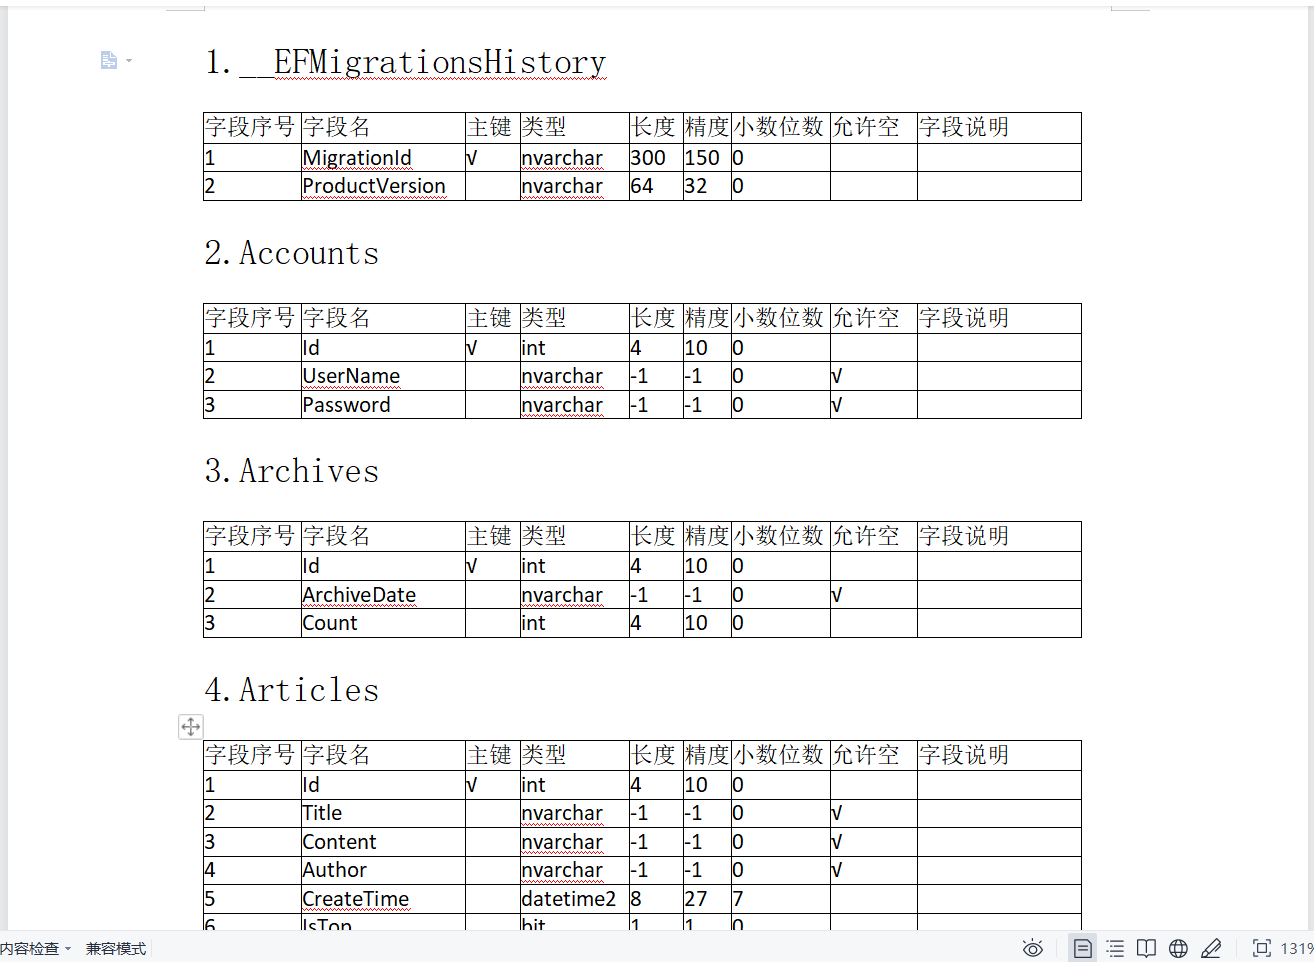 1.__EFMigrationsHistory
字段序号 字段名 主键 类型 长度 精度 小数位数 允许空 字段说明
1 MigrationId √ nvarchar 300 150 0
2 ProductVersion nvarchar 64 32 0
2.Accounts
字段序号 字段名 主键 类型 长度 精度 小数位数 允许空 字段说明
1 Id √ int 4 10 0
2 UserName nvarchar -1 -1 0 √
3 Password nvarchar -1 -1 0 √
3.Archives
字段序号 字段名 主键 类型 长度 精度 小数位数 允许空 字段说明
1 Id √ int 4 10 0
2 ArchiveDate nvarchar -1 -1 0 √
3 Count int 4 10 0
4.Articles
字段序号 字段名 主键 类型 长度 精度 小数位数 允许空 字段说明
1 Id √ int 4 10 0
2 Title nvarchar -1 -1 0 √
3 Content nvarchar -1 -1 0 √
4 Author nvarchar -1 -1 0 √
5 CreateTime datetime2 8 27 7
6 IsTop bit 1 1 0
内容检查 兼容模式 131%